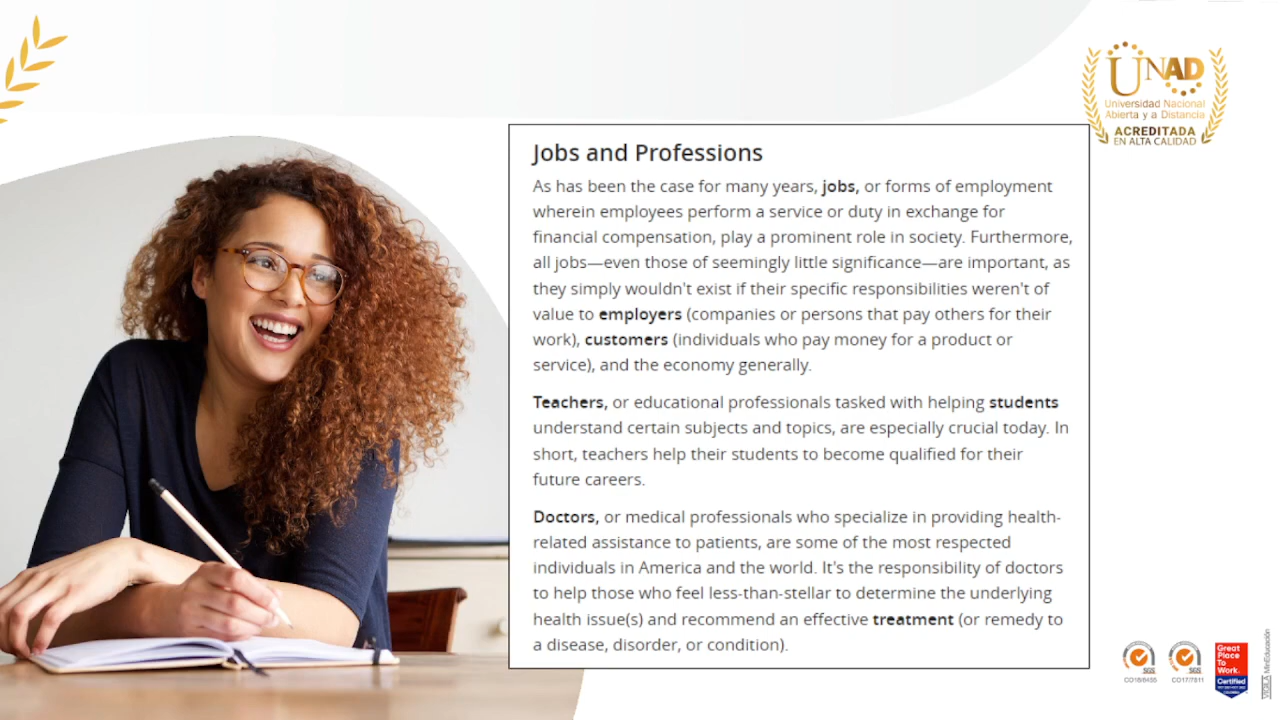 UNAD
Universidad Nacional
Abierta y a Distancia
ACREDITADA
EN ALTA CALIDAD
Jobs and Professions
As has been the case for many years, jobs, or forms of employment
wherein employees perform a service or duty in exchange for
financial compensation, play a prominent role in society. Furthermore,
all jobs—even those of seemingly little significance—are important, as
they simply wouldn't exist if their specific responsibilities weren't of
value to employers (companies or persons that pay others for their
work), customers (individuals who pay money for a product or
service), and the economy generally.
Teachers, or educational professionals tasked with helping students
understand certain subjects and topics, are especially crucial today. In
short, teachers help their students to become qualified for their
future careers.
Doctors, or medical professionals who specialize in providing health-
related assistance to patients, are some of the most respected
individuals in America and the world. It's the responsibility of doctors
to help those who feel less-than-stellar to determine the underlying
health issue(s) and recommend an effective treatment (or remedy to
a disease, disorder, or condition).
SGS
SGS
Great
Place
To
Work.
Certified
VIGILADA MinEducación